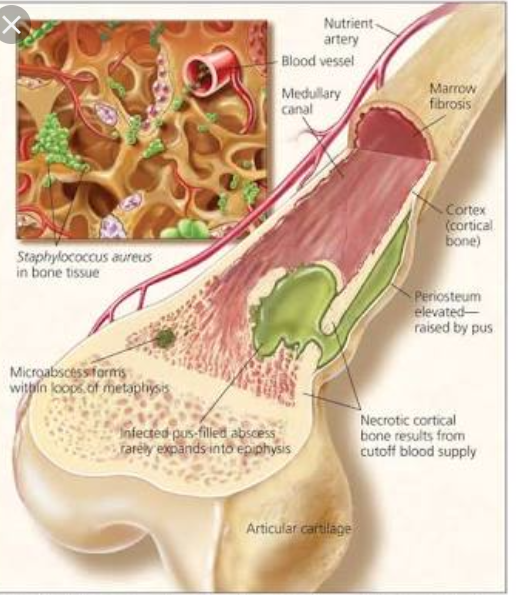 Nutrient
artery
Blood vessel
Medullary
canal
Marrow
fibrosis
Cortex
(cortical
bone)
Staphylococcus aureus
in bone tissue
Periosteum
elevated—
raised by pus
Microabscess forms
within loops of metaphysis
Infected pus-filled abscess
rarely expands into epiphysis
Necrotic cortical
bone results from
cutoff blood supply
Articular cartilage